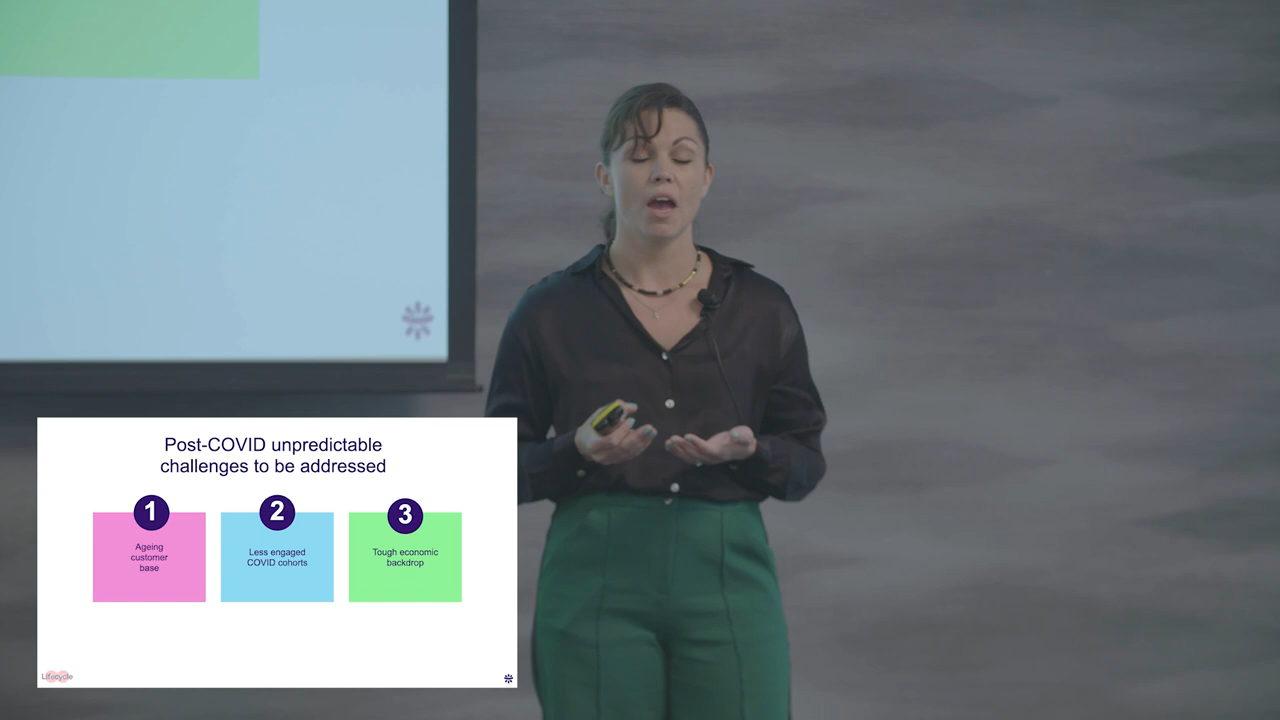 Post-COVID unpredictable
challenges to be addressed
1
2
3
Ageing
customer
base
Less engaged
COVID cohorts
Tough economic
backdrop
Lifecycle